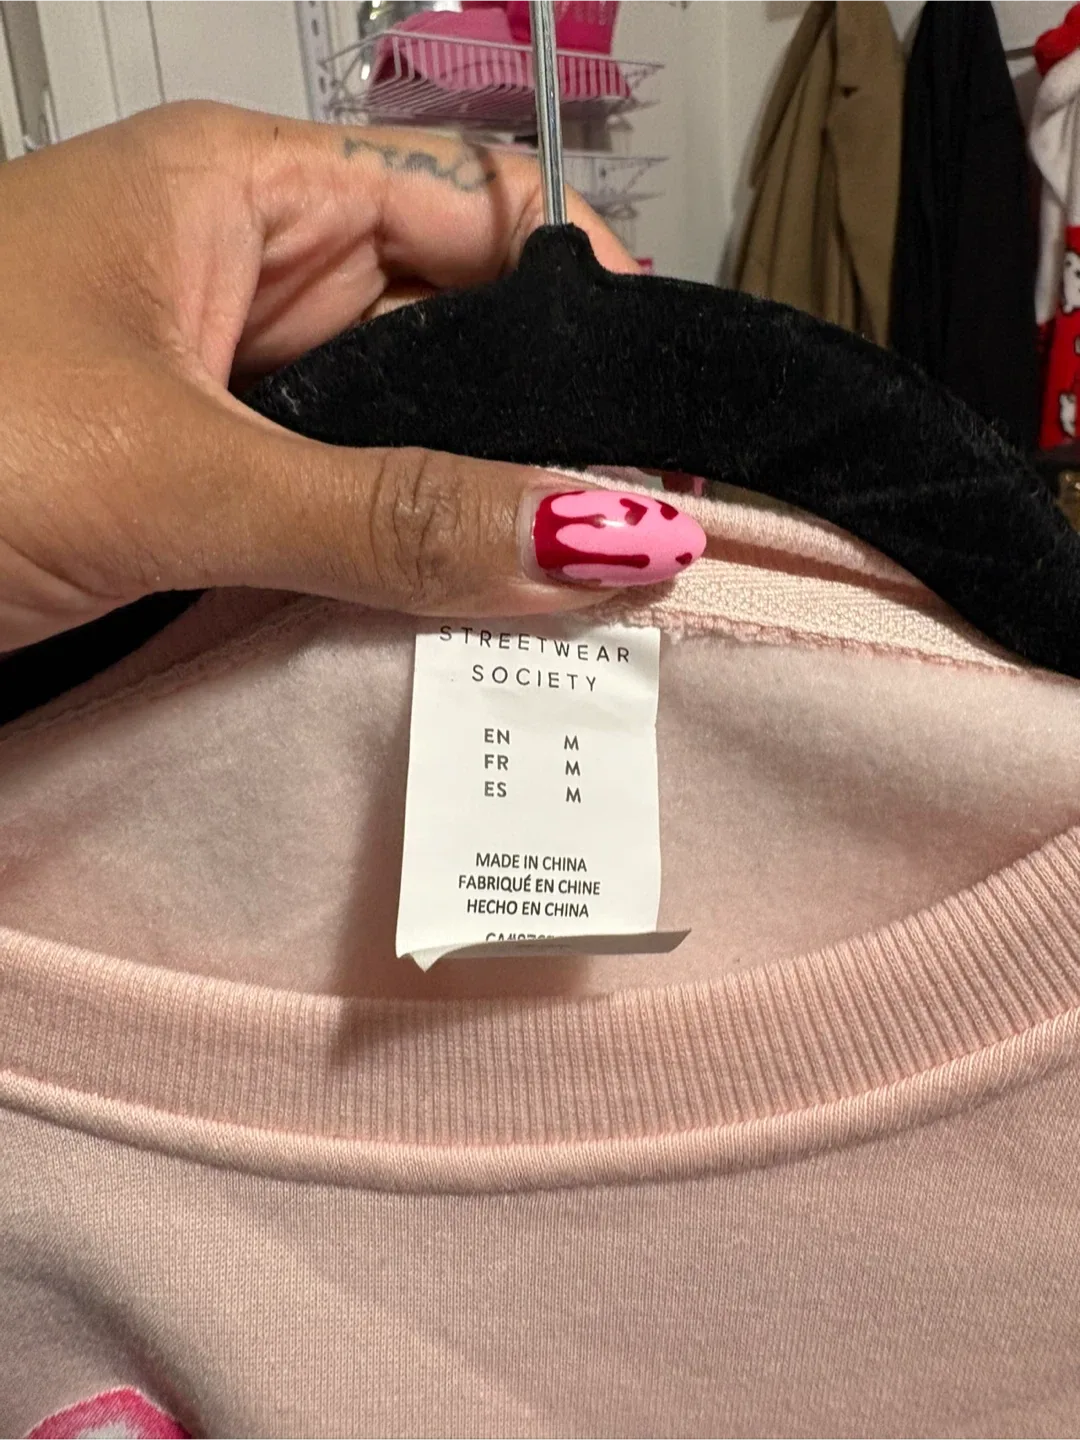 STREETWEAR
SOCIETY
EN M
FR M
ES M
MADE IN CHINA
FABRIQUÉ EN CHINE
HECHO EN CHINA